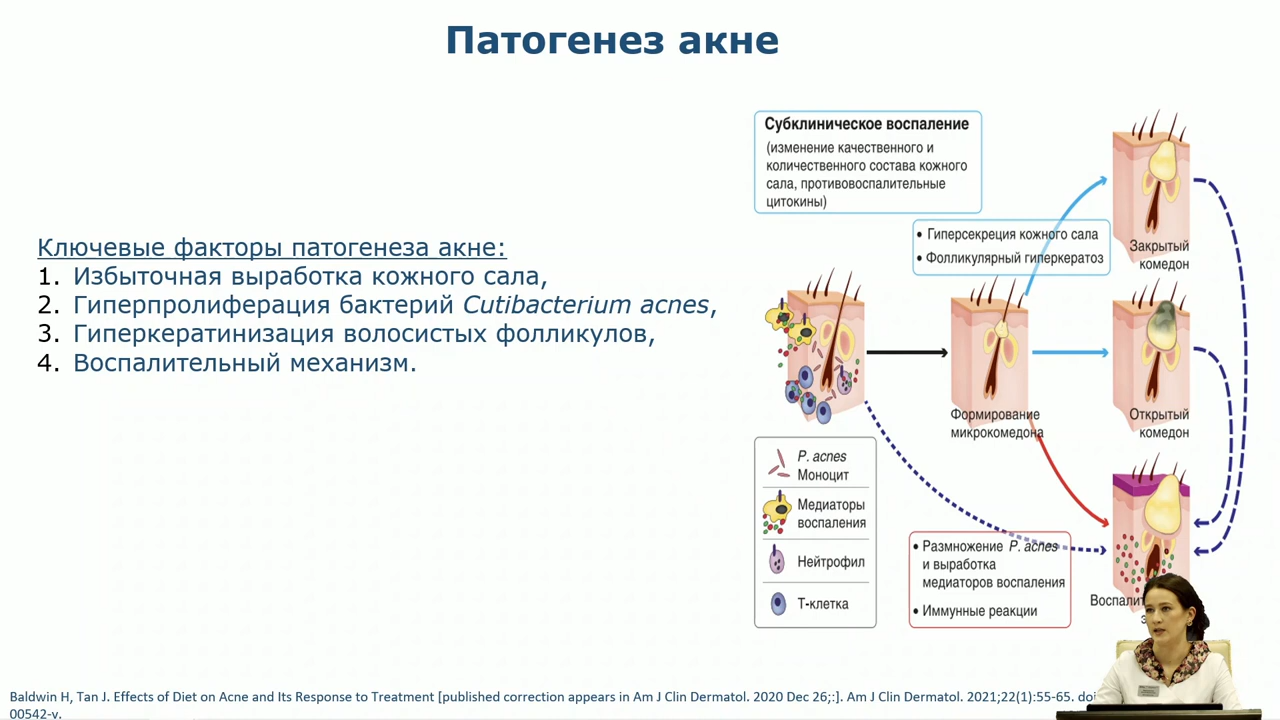 Патогенез акне
Ключевые факторы патогенеза акне:
1. Избыточная выработка кожного сала,
2. Гиперпролиферация бактерий Cutibacterium acnes,
3. Гиперкератинизация волосистых фолликулов,
4. Воспалительный механизм.
Субклиническое воспаление
(изменение качественного и
количественного состава кожного
сала, противовоспалительные
цитокины)
• Гиперсекреция кожного сала
• Фолликулярный гиперкератоз
Закрытый
комедон
Формирование
микрокомедона
Открытый
комедон
P. acnes
Моноцит
Медиаторы
воспаления
Нейтрофил
Т-клетка
• Размножение P. acnes
и выработка
медиаторов воспаления
• Иммунные реакции
Baldwin H, Tan J. Effects of Diet on Acne and Its Response to Treatment [published correction appears in Am J Clin Dermatol. 2020 Dec 26;:]. Am J Clin Dermatol. 2021;22(1):55-65.
00542-y.